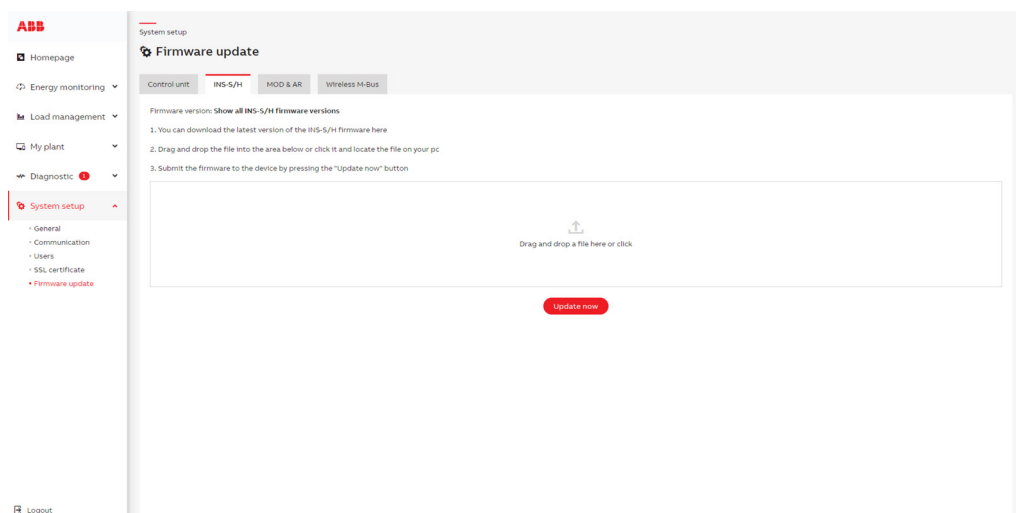 ABB
Homepage
Energy monitoring
Load management
My plant
Diagnostic 1
System setup
General
Communication
Users
SSL certificate
Firmware update
Logout
System setup
Firmware update
Control unit INS-S/H MOD & AR Wireless M-Bus
Firmware version: Show all INS-S/H firmware versions
1. You can download the latest version of the INS-S/H firmware here
2. Drag and drop the file into the area below or click it and locate the file on your pc
3. Submit the firmware to the device by pressing the "Update now" button
Drag and drop a file here or click
Update now